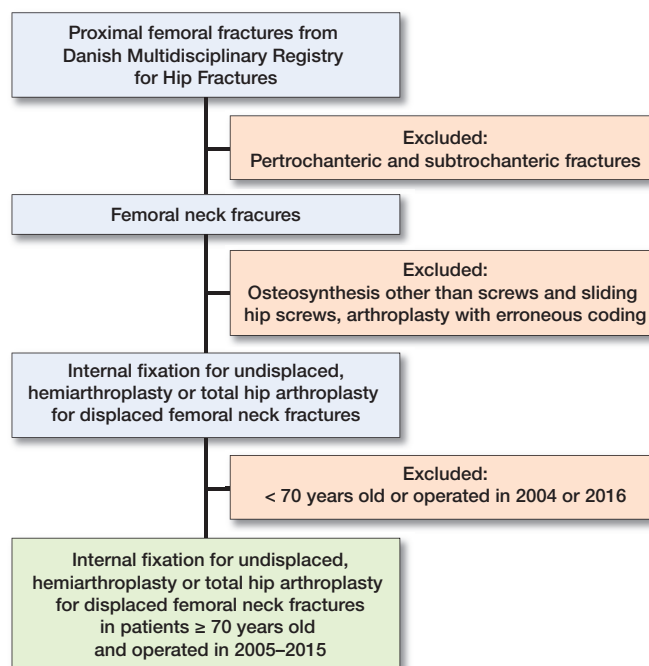 Proximal femoral fractures from
Danish Multidisciplinary Registry
for Hip Fractures
Excluded:
Pertrochanteric and subtrochanteric fractures
Femoral neck fracures
Excluded:
Osteosynthesis other than screws and sliding
hip screws, arthroplasty with erroneous coding
Internal fixation for undisplaced,
hemiarthroplasty or total hip arthroplasty
for displaced femoral neck fractures
Excluded:
< 70 years old or operated in 2004 or 2016
Internal fixation for undisplaced,
hemiarthroplasty or total hip arthroplasty
for displaced femoral neck fractures
in patients ≥ 70 years old
and operated in 2005–2015